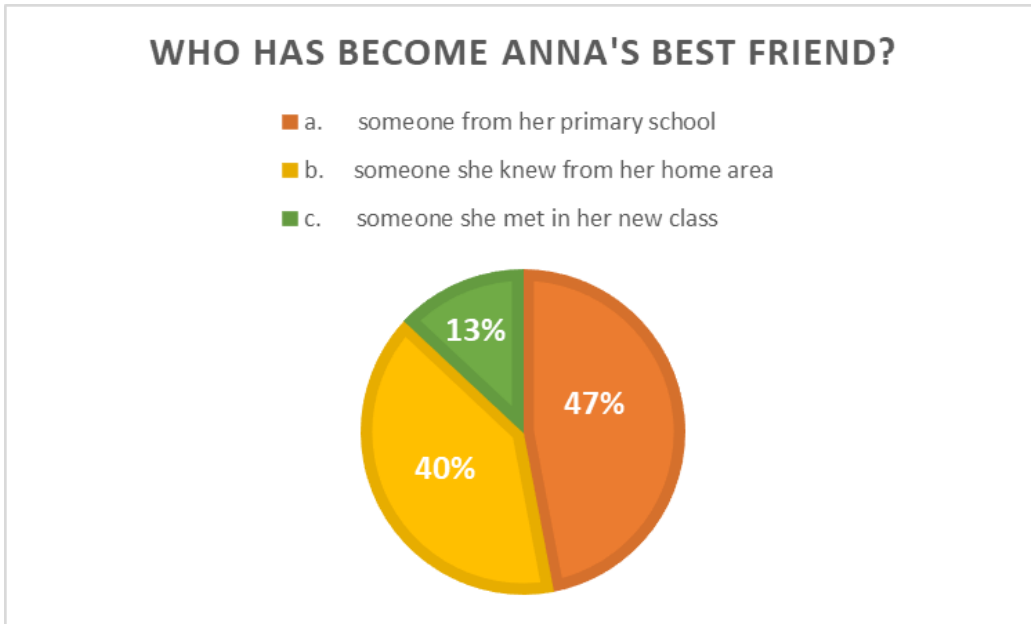 WHO HAS BECOME ANNA'S BEST FRIEND?
a. someone from her primary school
b. someone she knew from her home area
c. someone she met in her new class
13%
47%
40%